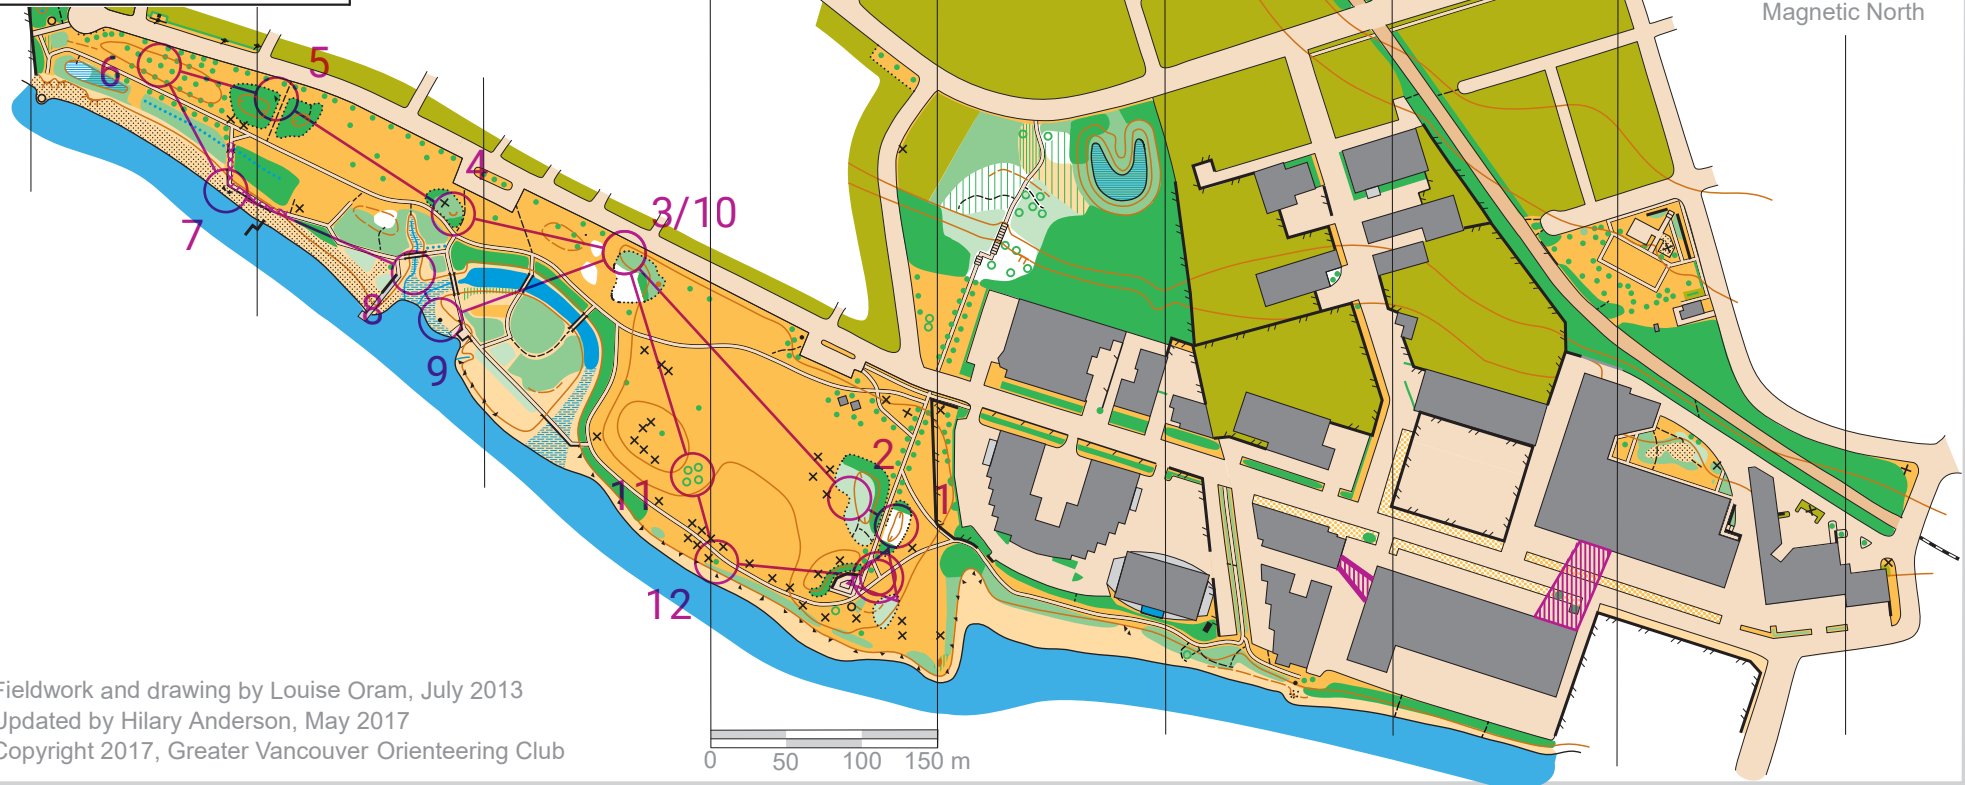 Magnetic North
5
6
4
3/10
7
8
9
2
1
11
12
Fieldwork and drawing by Louise Oram, July 2013
Updated by Hilary Anderson, May 2017
Copyright 2017, Greater Vancouver Orienteering Club
0 50 100 150 m